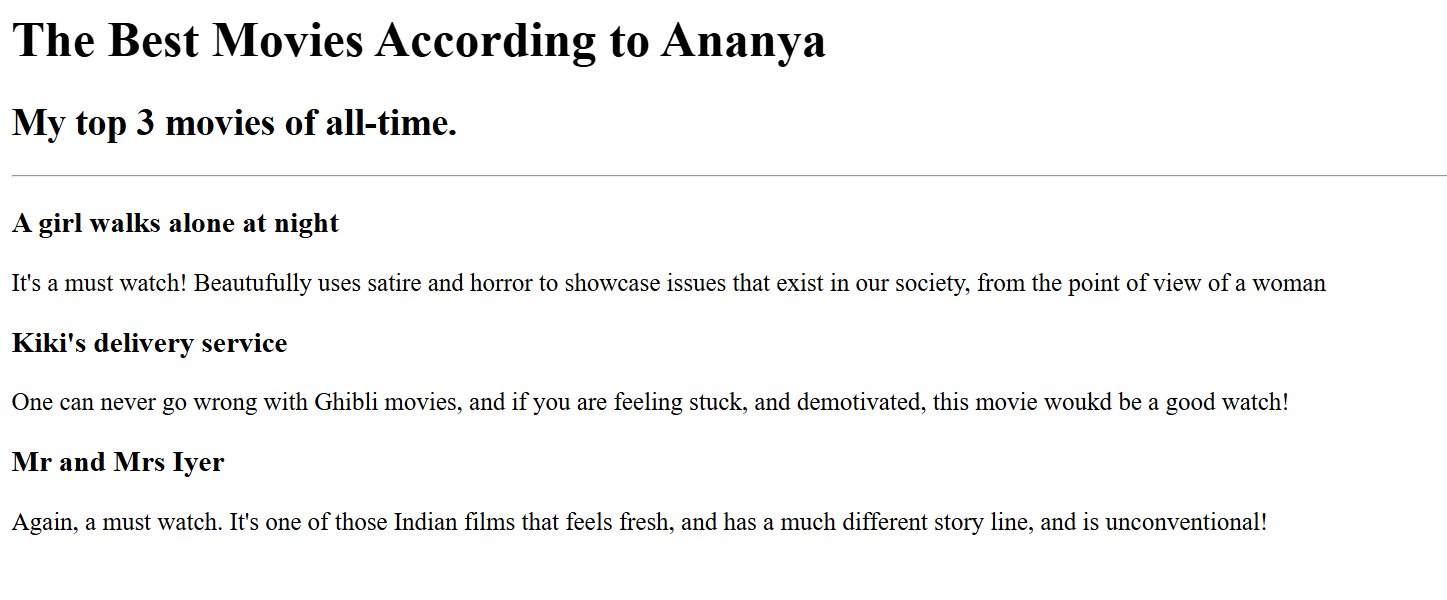 The Best Movies According to Ananya
My top 3 movies of all-time.
A girl walks alone at night
It's a must watch! Beautufully uses satire and horror to showcase issues that exist in our society, from the point of view of a woman
Kiki's delivery service
One can never go wrong with Ghibli movies, and if you are feeling stuck, and demotivated, this movie woukd be a good watch!
Mr and Mrs Iyer
Again, a must watch. It's one of those Indian films that feels fresh, and has a much different story line, and is unconventional!